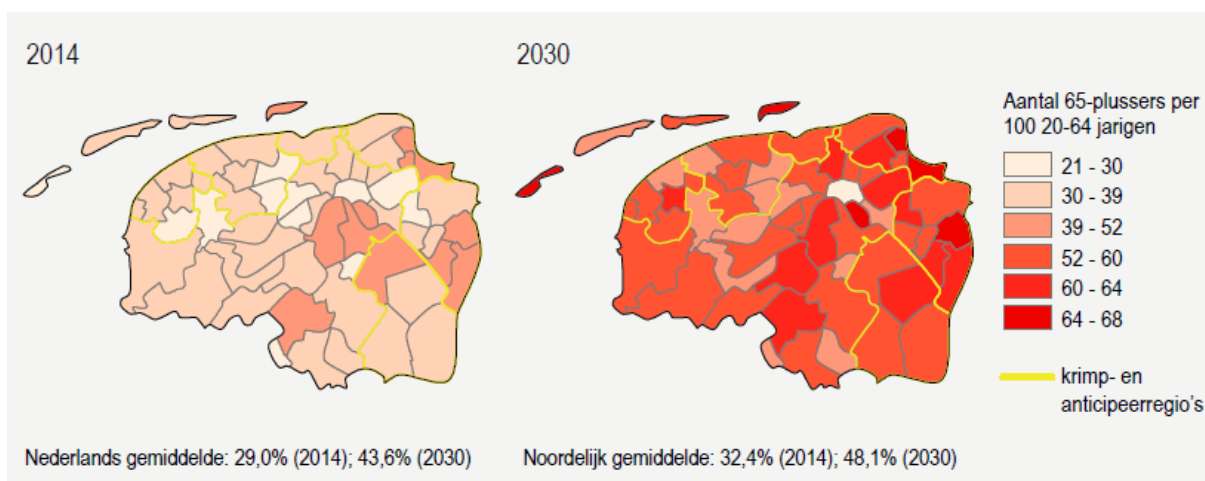 2014
2030
Aantal 65-plussers per
100 20-64 jarigen
21 - 30
30 - 39
39 - 52
52 - 60
60 - 64
64 - 68
krimp- en
anticipeerregio's
Nederlands gemiddelde: 29,0% (2014); 43,6% (2030)
Noordelijk gemiddelde: 32,4% (2014); 48,1% (2030)